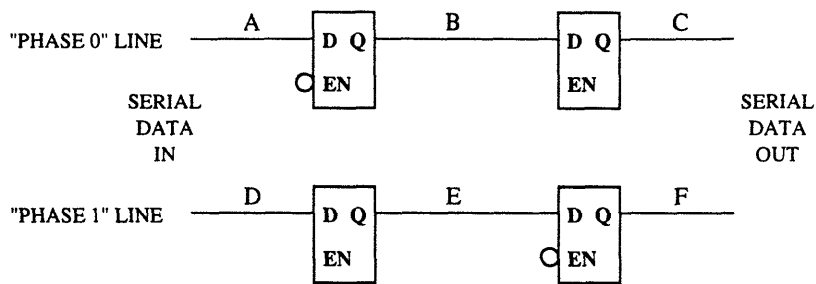 A B C
"PHASE 0" LINE
D Q D Q
EN EN
SERIAL DATA IN
SERIAL DATA OUT
D E F
"PHASE 1" LINE
D Q D Q
EN EN